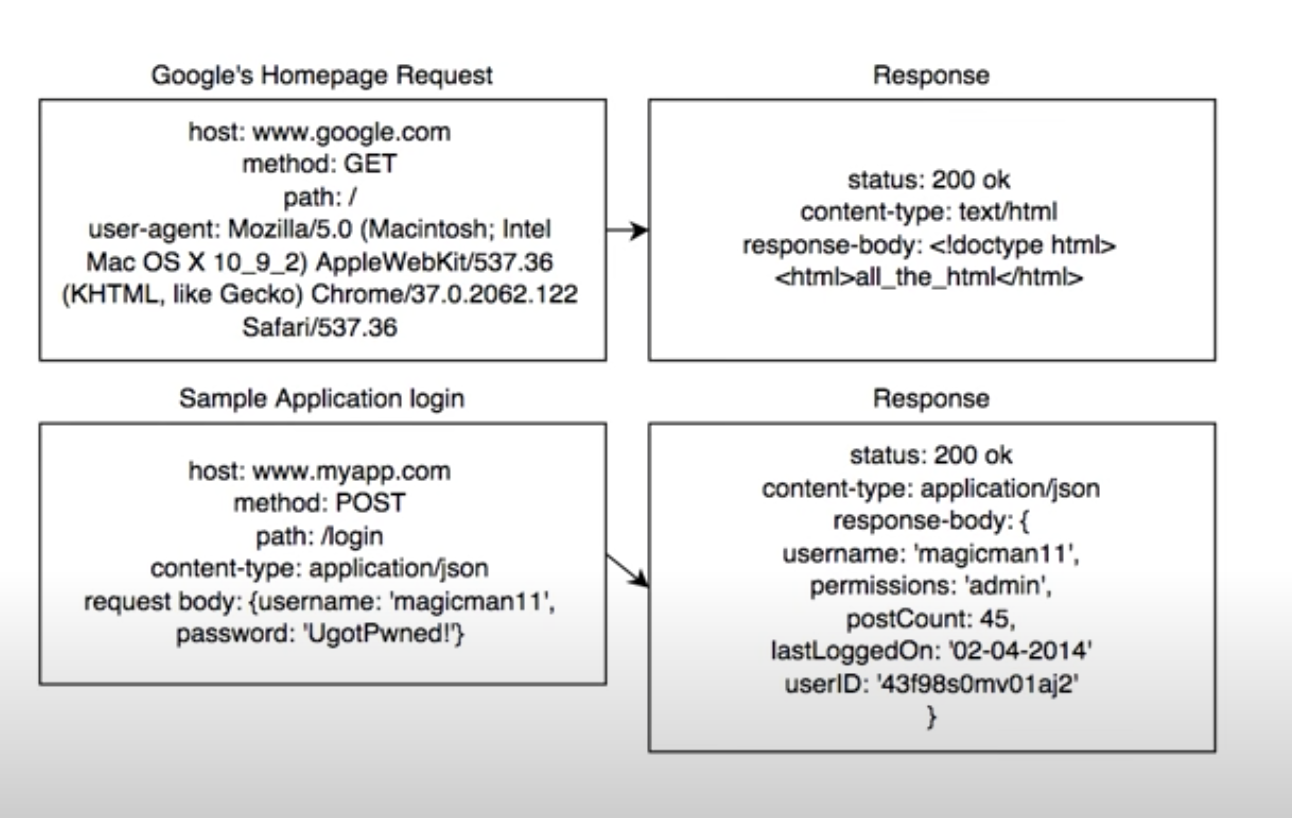 Google's Homepage Request
host: www.google.com
method: GET
path: /
user-agent: Mozilla/5.0 (Macintosh; Intel
Mac OS X 10_9_2) AppleWebKit/537.36
(KHTML, like Gecko) Chrome/37.0.2062.122
Safari/537.36
Response
status: 200 ok
content-type: text/html
response-body: <!doctype html>
<html>all_the_html</html>
Sample Application login
host: www.myapp.com
method: POST
path: /login
content-type: application/json
request body: {username: 'magicman11',
password: 'UgotPwned!'}
Response
status: 200 ok
content-type: application/json
response-body: {
username: 'magicman11',
permissions: 'admin',
postCount: 45,
lastLoggedOn: '02-04-2014'
userID: '43f98s0mv01aj2'
}